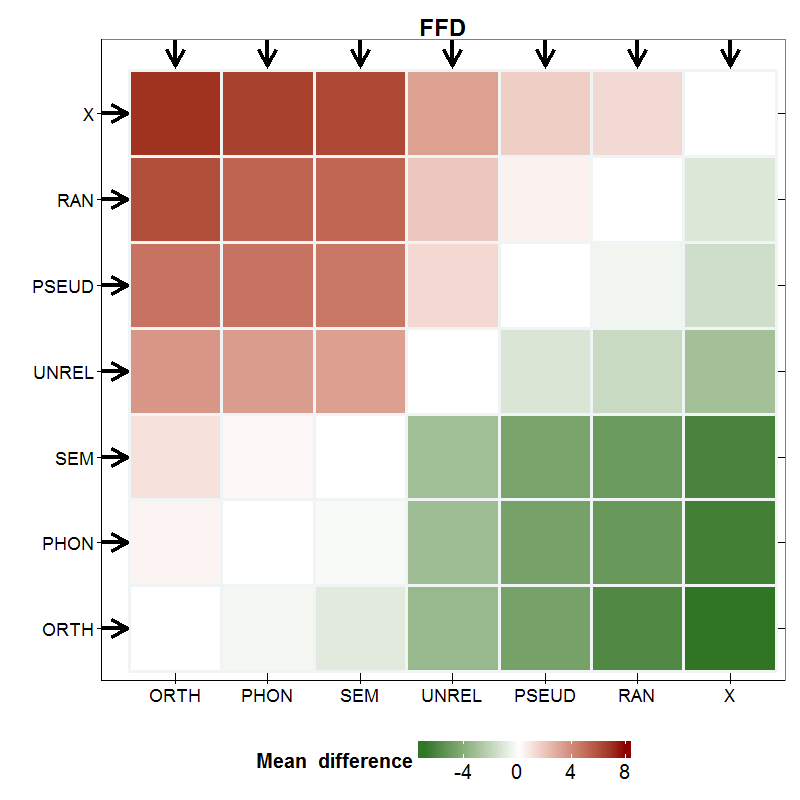 FFD
X
RAN
PSEUD
UNREL
SEM
PHON
ORTH
ORTH PHON SEM UNREL PSEUD RAN X
Mean difference
-4 0 4 8